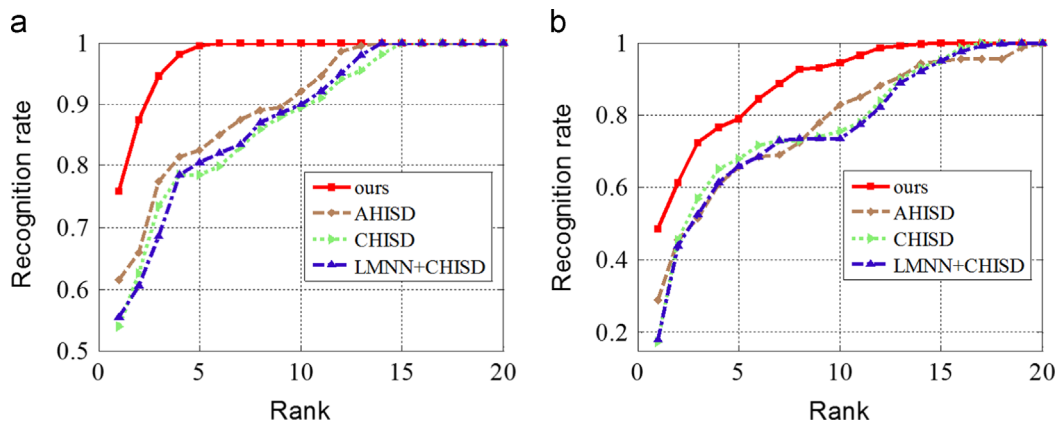 a
1
0.9
0.8
0.7
0.6
0.5
Recognition rate
ours
AHISD
CHISD
LMNN+CHISD
0 5 10 15 20
Rank
b
1
0.8
0.6
0.4
0.2
Recognition rate
ours
AHISD
CHISD
LMNN+CHISD
0 5 10 15 20
Rank